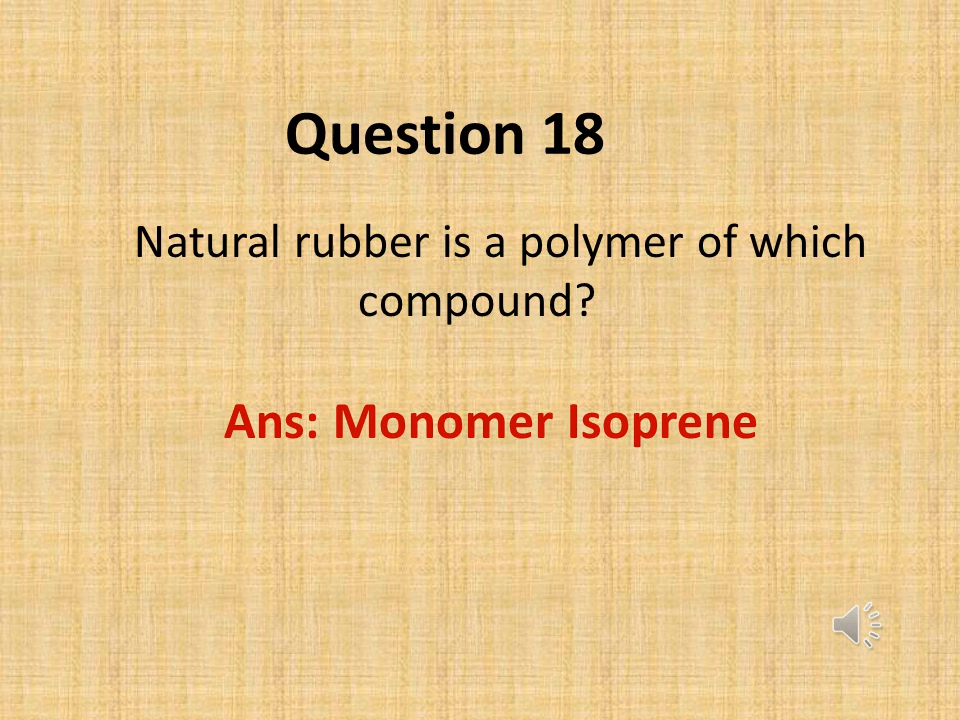 Question 18
Natural rubber is a polymer of which
compound?
Ans: Monomer Isoprene